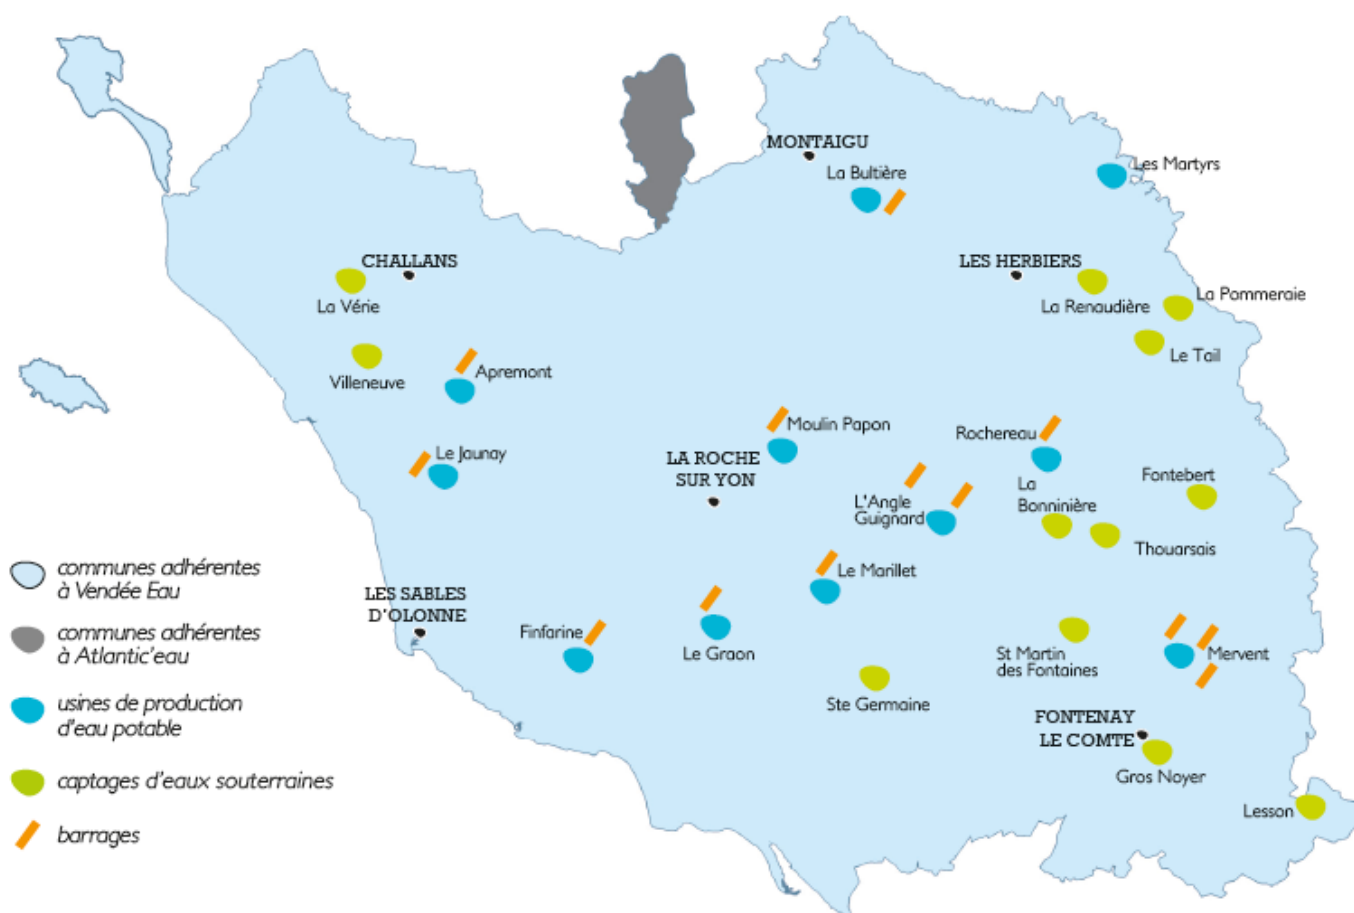 MONTAIGU
La Bultière
Les Martyrs
CHALLANS
La Vérie
LES HERBIERS
La Renaudière
La Pommeraie
Le Tail
Villeneuve
Apremont
Le Jaunay
Moulin Papon
LA ROCHE
SUR YON
Rochereau
L'Angle
Guignard
La
Bonninière
Fontebert
Thouarsais
Le Marillet
LES SABLES
D'OLONNE
Finfarine
Le Graon
Ste Germaine
St Martin
des Fontaines
Mervent
FONTENAY
LE COMTE
Gros Noyer
Lesson
communes adhérentes
à Vendée Eau
communes adhérentes
à Atlantic'eau
usines de production
d'eau potable
captages d'eaux souterraines
barrages